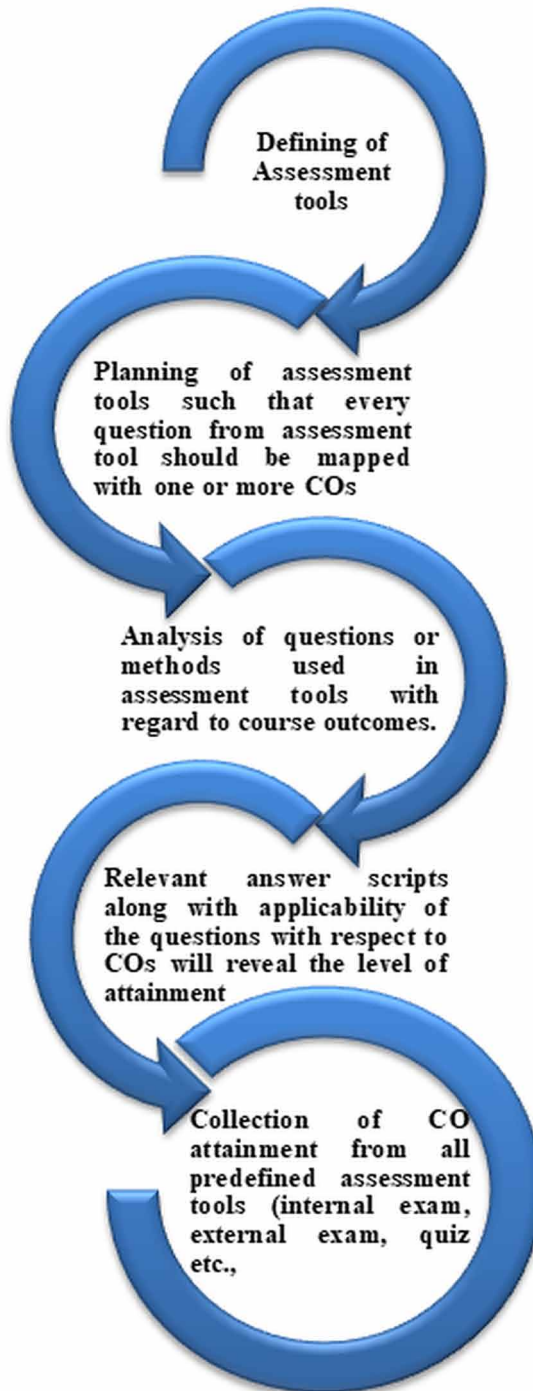 Defining of
Assessment
tools
Planning of assessment
tools such that every
question from assessment
tool should be mapped
with one or more COs
Analysis of questions or
methods used in
assessment tools with
regard to course outcomes.
Relevant answer scripts
along with applicability of
the questions with respect to
COs will reveal the level of
attainment
Collection of CO
attainment from all
predefined assessment
tools (internal exam,
external exam, quiz
etc.,